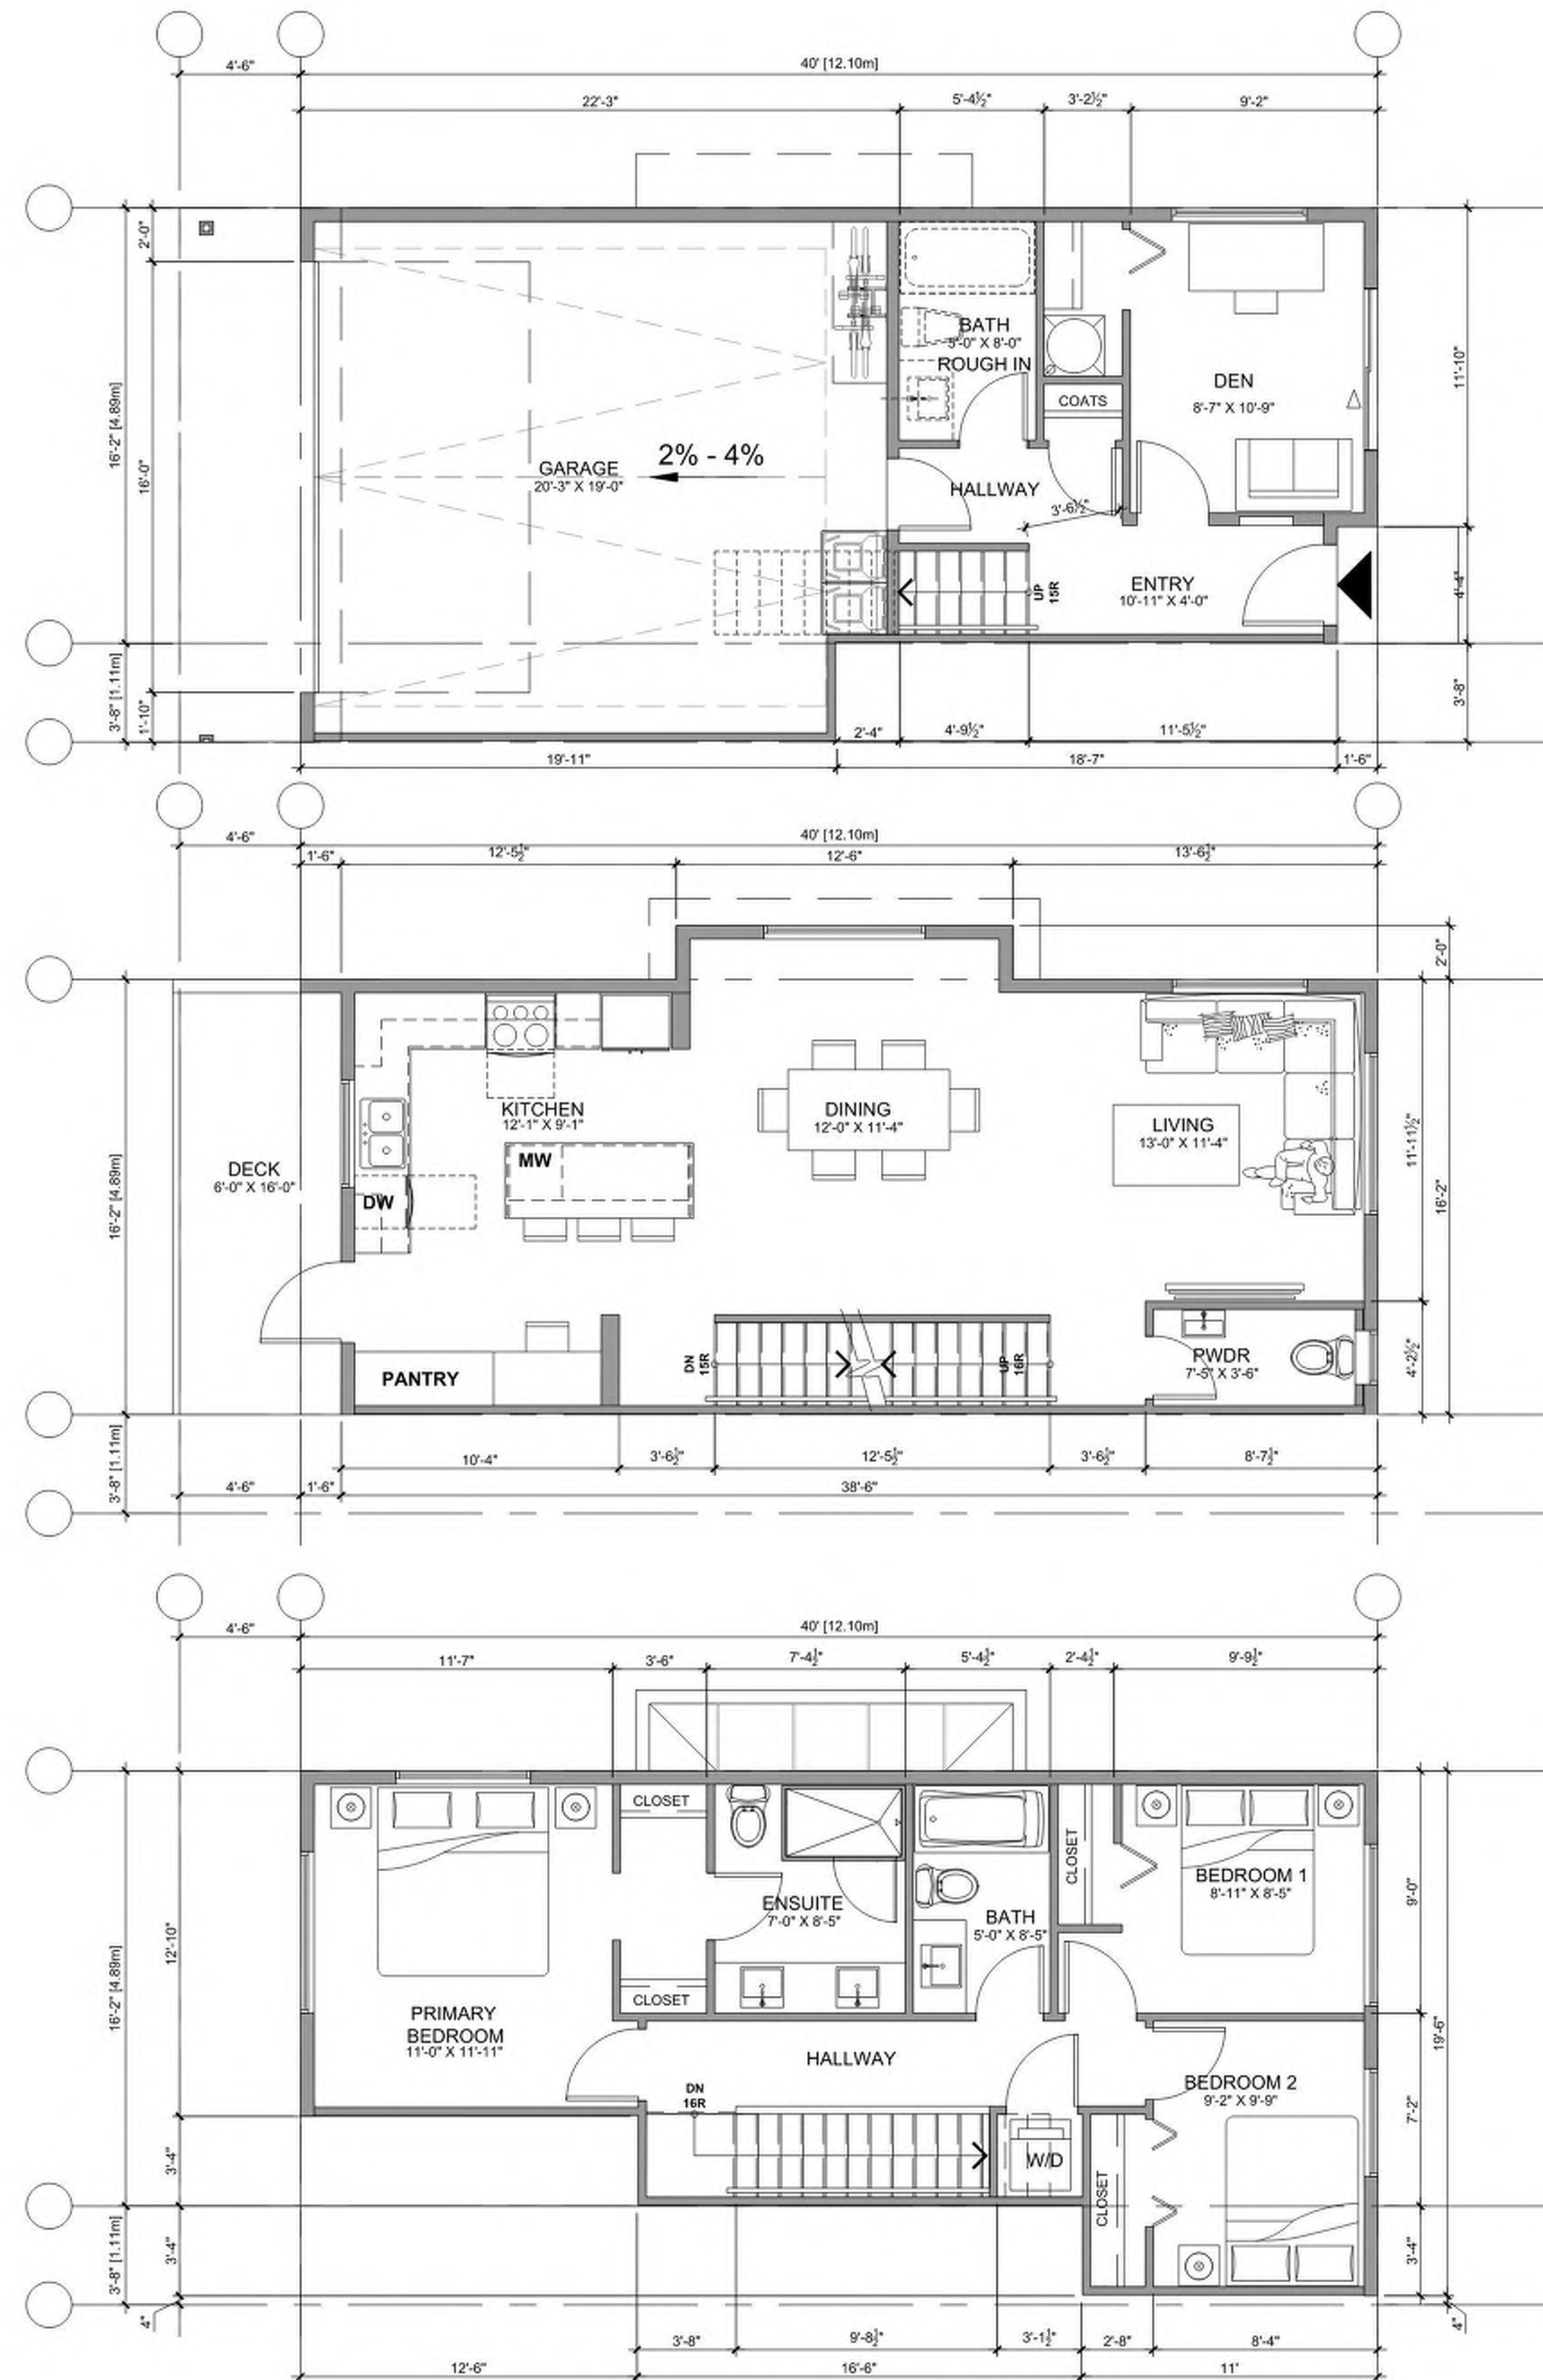 40' [12.10m]
4'-6"
22'-3"
5'-4½"
3'-2½"
9'-2"
2'-0"
16'-2" [4.89m]
16'-0"
3'-8" [1.11m]
1'-10"
BATH
5'-0" X 8'-0"
ROUGH IN
COATS
DEN
8'-7" X 10'-9"
11'-10"
2% - 4%
GARAGE
20'-3" X 19'-0"
HALLWAY
3'-6½"
UP
15R
ENTRY
10'-11" X 4'-0"
4'-4"
3'-8"
2'-4"
4'-9½"
11'-5½"
19'-11"
18'-7"
1'-6"
40' [12.10m]
4'-6"
1'-6"
12'-5½"
12'-6"
13'-6½"
2'-0"
KITCHEN
12'-1" X 9'-1"
DINING
12'-0" X 11'-4"
LIVING
13'-0" X 11'-4"
MW
DECK
6'-0" X 16'-0"
DW
16'-2" [4.89m]
11'-11½"
16'-2"
PANTRY
DN
15R
UP
16R
PWDR
7'-5" X 3'-6"
4'-2½"
3'-8" [1.11m]
10'-4"
3'-6½"
12'-5½"
3'-6½"
8'-7½"
4'-6"
1'-6"
38'-6"
40' [12.10m]
4'-6"
11'-7"
3'-6"
7'-4½"
5'-4½"
2'-4½"
9'-9½"
CLOSET
CLOSET
BEDROOM 1
8'-11" X 8'-5"
ENSUITE
7'-0" X 8'-5"
BATH
5'-0" X 8'-5"
9'-0"
12'-10"
16'-2" [4.89m]
CLOSET
PRIMARY
BEDROOM
11'-0" X 11'-11"
HALLWAY
19'-6"
DN
16R
BEDROOM 2
9'-2" X 9'-9"
7'-2"
W/D
CLOSET
3'-4"
3'-8" [1.11m]
3'-4"
3'-4"
4"
4"
3'-8"
9'-8½"
3'-1½"
2'-8"
8'-4"
12'-6"
16'-6"
11'